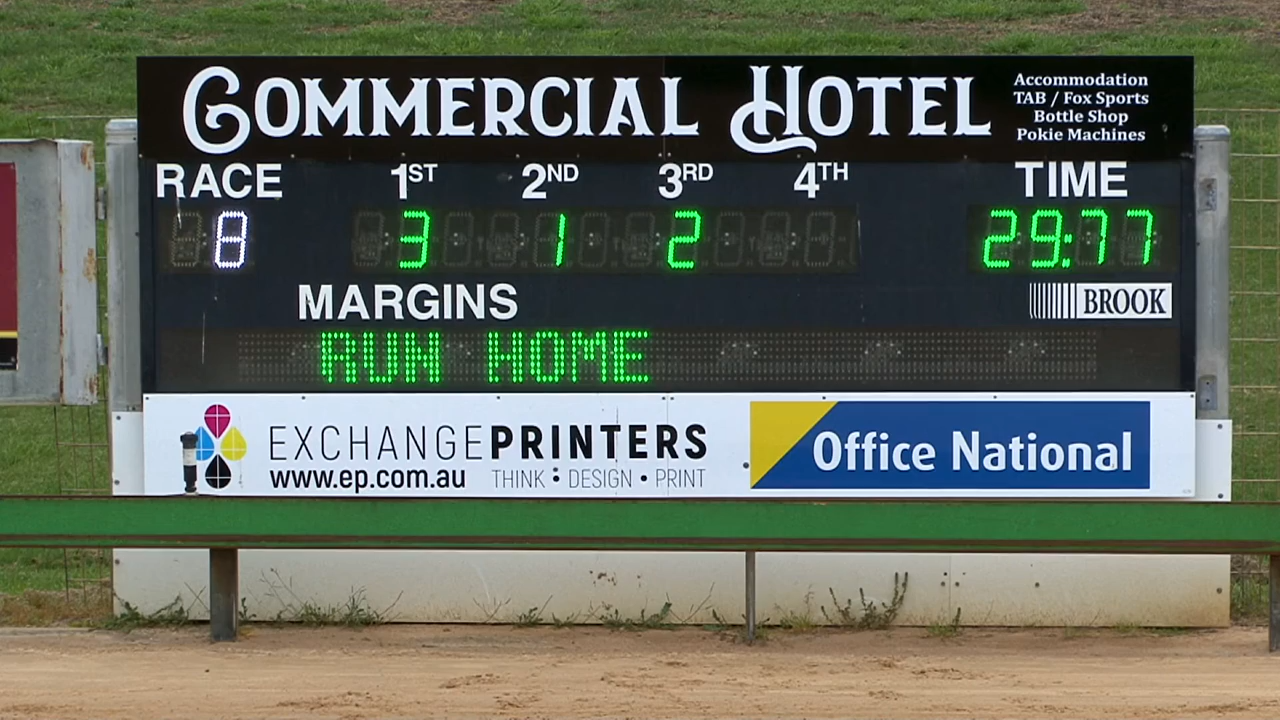 COMMERCIAL HOTEL
Accommodation
TAB / Fox Sports
Bottle Shop
Pokie Machines
RACE 1ST 2ND 3RD 4TH TIME
8 3 1 2 29:77
MARGINS
BROOK
RUN HOME
EXCHANGEPRINTERS
www.ep.com.au THINK • DESIGN • PRINT
Office National